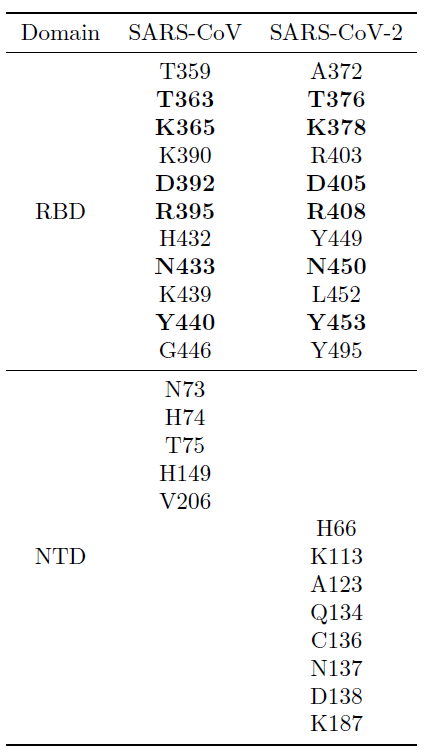 Domain SARS-CoV SARS-CoV-2
T359 A372
T363 T376
K365 K378
K390 R403
D392 D405
RBD R395 R408
H432 Y449
N433 N450
K439 L452
Y440 Y453
G446 Y495
N73
H74
T75
H149
V206
H66
NTD K113
A123
Q134
C136
N137
D138
K187